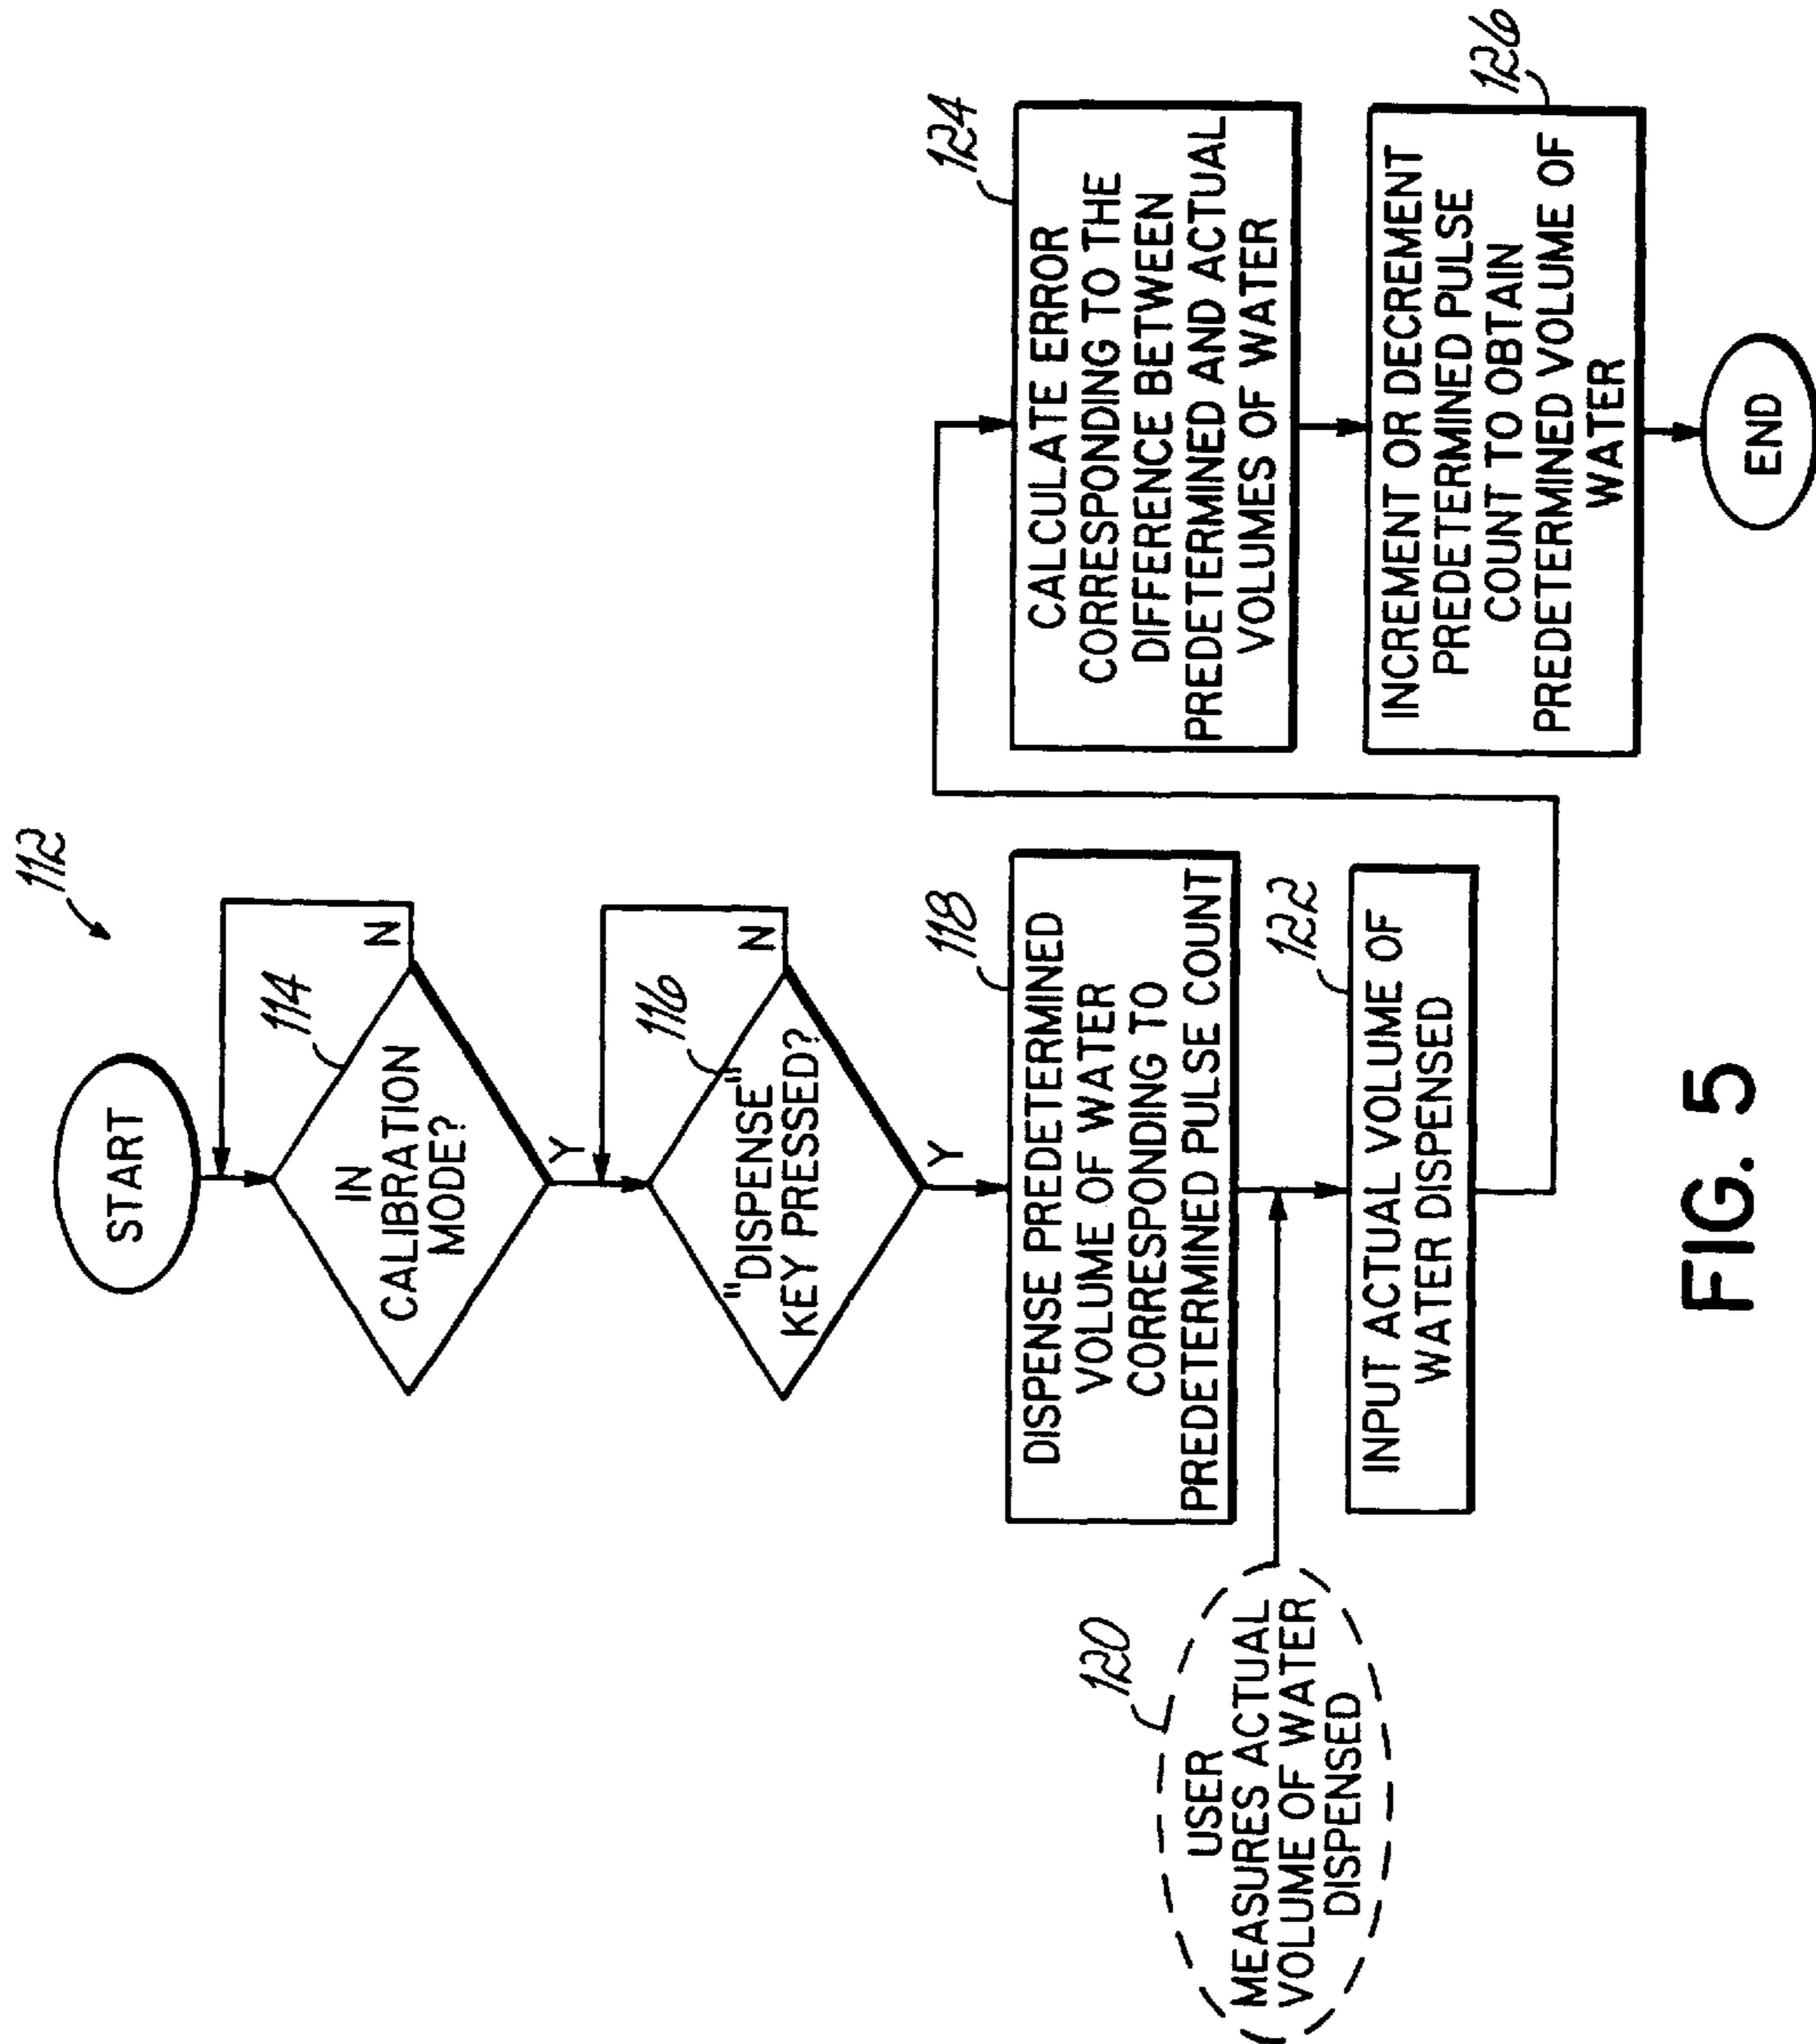 112
START
114
IN
CALIBRATION
MODE?
N
Y
116
"DISPENSE"
KEY PRESSED?
N
Y
118
DISPENSE PREDETERMINED
VOLUME OF WATER
CORRESPONDING TO
PREDETERMINED PULSE COUNT
120
USER
MEASURES ACTUAL
VOLUME OF WATER
DISPENSED
122
INPUT ACTUAL VOLUME OF
WATER DISPENSED
124
CALCULATE ERROR
CORRESPONDING TO THE
DIFFERENCE BETWEEN
PREDETERMINED AND ACTUAL
VOLUMES OF WATER
126
INCREMENT OR DECREMENT
PREDETERMINED PULSE
COUNT TO OBTAIN
PREDETERMINED VOLUME OF
WATER
END
FIG. 5